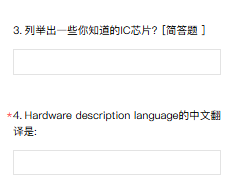 3. 列举出一些你知道的IC芯片? [简答题 ]
*4. Hardware description language的中文翻
译是: